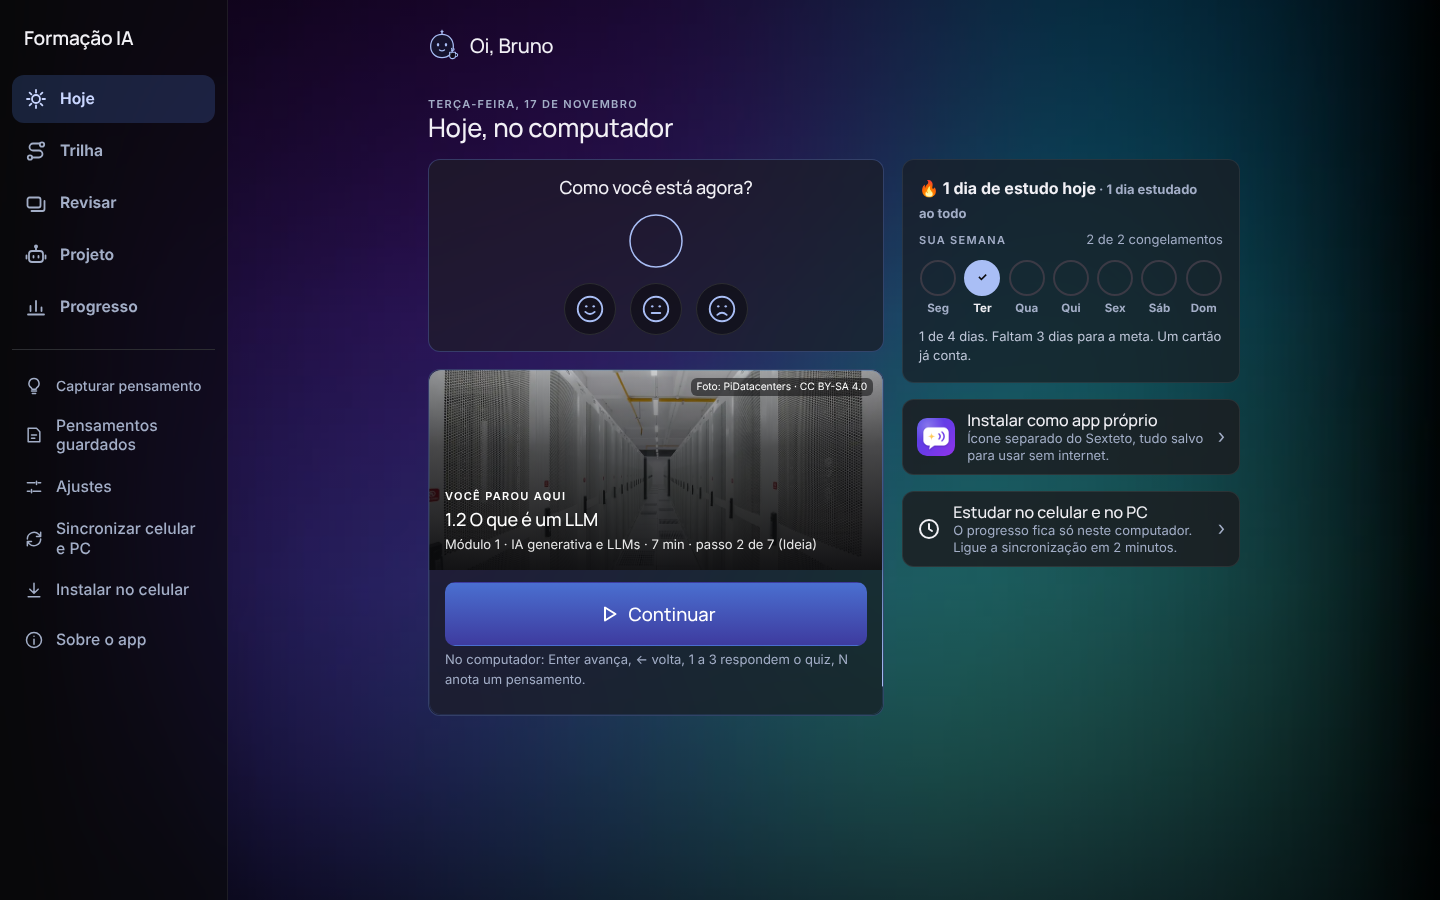 Formação IA
Hoje
Trilha
Revisar
Projeto
Progresso
Capturar pensamento
Pensamentos
guardados
Ajustes
Sincronizar celular
e PC
Instalar no celular
Sobre o app
Oi, Bruno
TERÇA-FEIRA, 17 DE NOVEMBRO
Hoje, no computador
Como você está agora?
Foto: PiDatacenters · CC BY-SA 4.0
VOCÊ PAROU AQUI
1.2 O que é um LLM
Módulo 1 · IA generativa e LLMs · 7 min · passo 2 de 7 (Ideia)
Continuar
No computador: Enter avança, ← volta, 1 a 3 respondem o quiz, N
anota um pensamento.
🔥 1 dia de estudo hoje · 1 dia estudado
ao todo
SUA SEMANA 2 de 2 congelamentos
Seg Ter Qua Qui Sex Sáb Dom
1 de 4 dias. Faltam 3 dias para a meta. Um cartão
já conta.
Instalar como app próprio
Ícone separado do Sexteto, tudo salvo
para usar sem internet.
Estudar no celular e no PC
O progresso fica só neste computador.
Ligue a sincronização em 2 minutos.